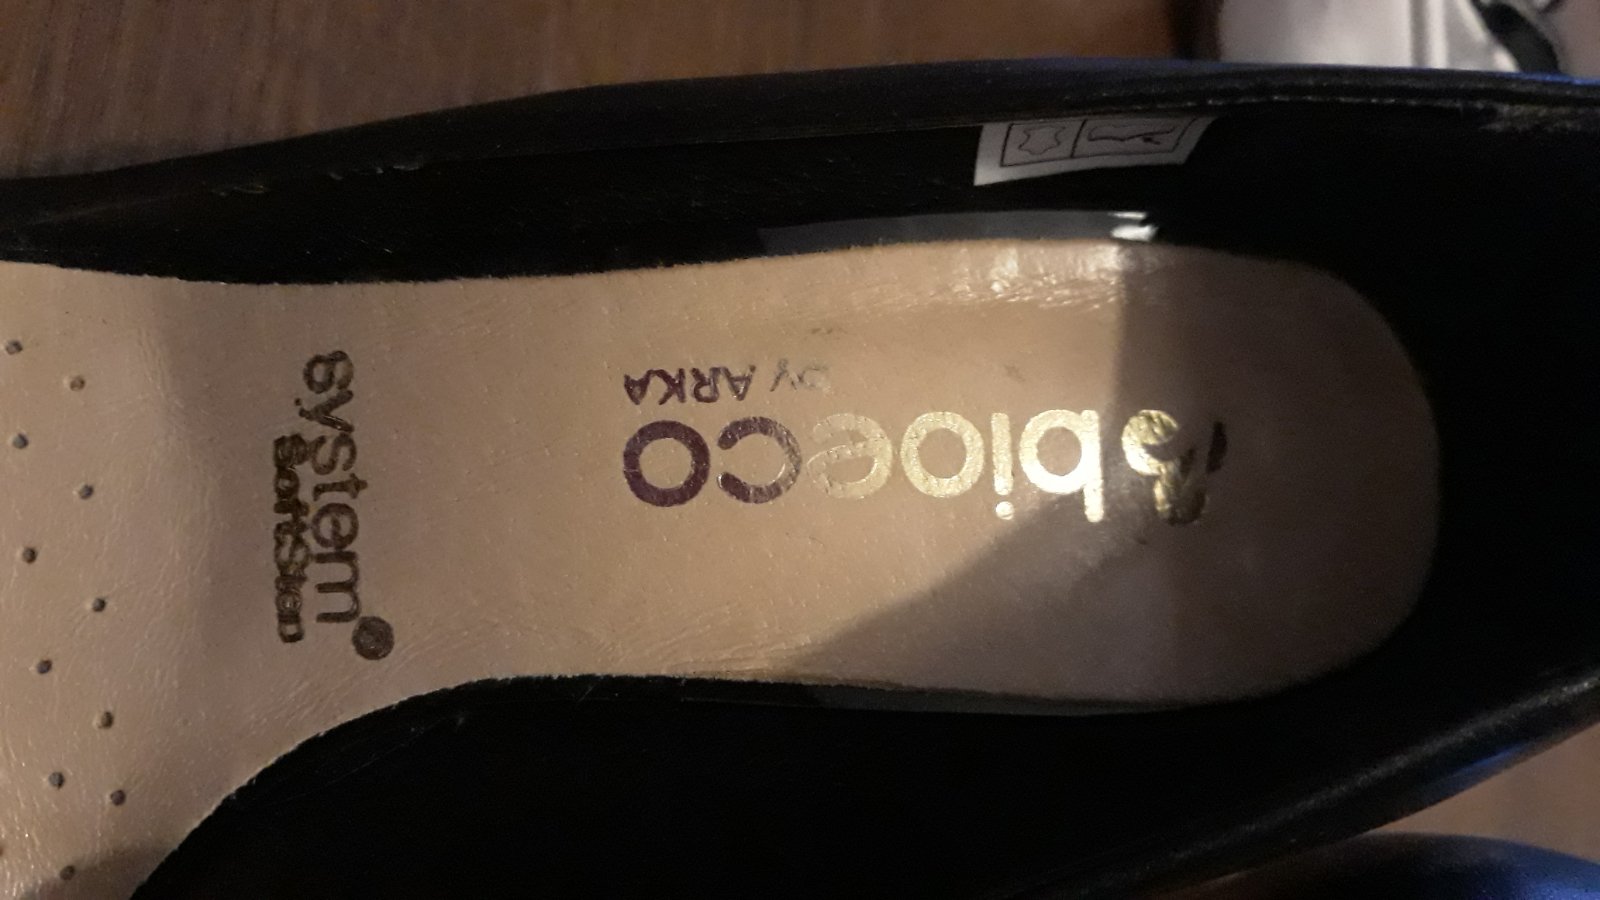 bioeco
by ARKA
system
SoftStep